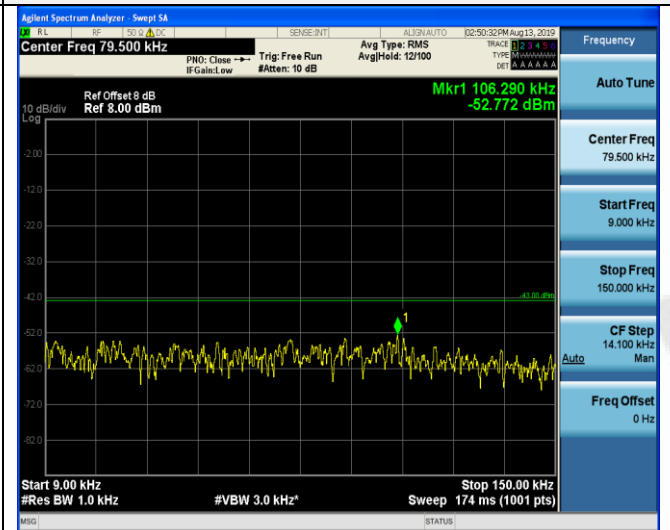 Agilent Spectrum Analyzer - Swept SA
RL RF 50 Ω DC SENSE:INT ALIGN AUTO 02:50:32 PM Aug 13, 2019
Center Freq 79.500 kHz
PNO: Close
IFGain:Low
Trig: Free Run
#Atten: 10 dB
Avg Type: RMS
Avg|Hold: 12/100
TRACE 1 2 3 4 5 6
TYPE
DET A A A A A A
Mkr1 106.290 kHz
-52.772 dBm
Ref Offset 8 dB
10 dB/div Ref 8.00 dBm
Log
-2.00
-12.0
-22.0
-32.0
-42.0
-43.00 dBm
1
-52.0
-62.0
-72.0
-82.0
Start 9.00 kHz Stop 150.00 kHz
#Res BW 1.0 kHz #VBW 3.0 kHz* Sweep 174 ms (1001 pts)
MSG STATUS
Frequency
Auto Tune
Center Freq
79.500 kHz
Start Freq
9.000 kHz
Stop Freq
150.000 kHz
CF Step
14.100 kHz
Auto Man
Freq Offset
0 Hz